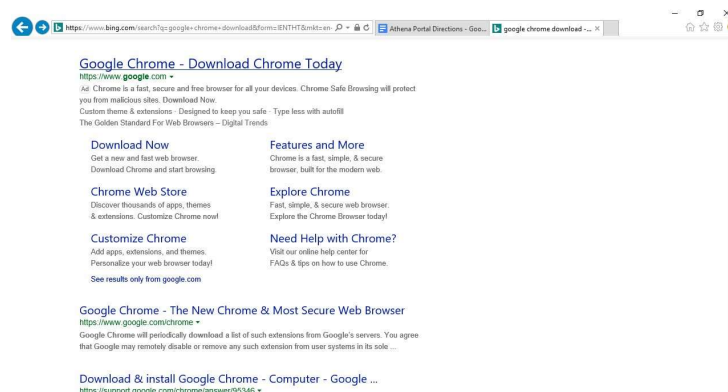 https://www.bing.com/search?q=google+chrome+download&form=IENTHT&mkt=en-
Athena Portal Directions - Goo...
google chrome download -...
Google Chrome - Download Chrome Today
https://www.google.com
Ad Chrome is a fast, secure and free browser for all your devices. Chrome Safe Browsing will protect
you from malicious sites. Download Now.
Custom theme & extensions · Designed to keep you safe · Type less with autofill
The Golden Standard For Web Browsers – Digital Trends
Download Now
Get a new and fast web browser.
Download Chrome and start browsing.
Features and More
Chrome is a fast, simple, & secure
browser, built for the modern web.
Chrome Web Store
Discover thousands of apps, themes
& extensions. Customize Chrome now!
Explore Chrome
Fast, simple, & secure web browser.
Explore the Chrome Browser today!
Customize Chrome
Add apps, extensions, and themes.
Personalize your web browser today!
Need Help with Chrome?
Visit our online help center for
FAQs & tips on how to use Chrome.
See results only from google.com
Google Chrome - The New Chrome & Most Secure Web Browser
https://www.google.com/chrome
Google Chrome will periodically download a list of such extensions from Google's servers. You agree
that Google may remotely disable or remove any such extension from user systems in its sole ...
Download & install Google Chrome - Computer - Google ...
https://support.google.com/chrome/answer/95346